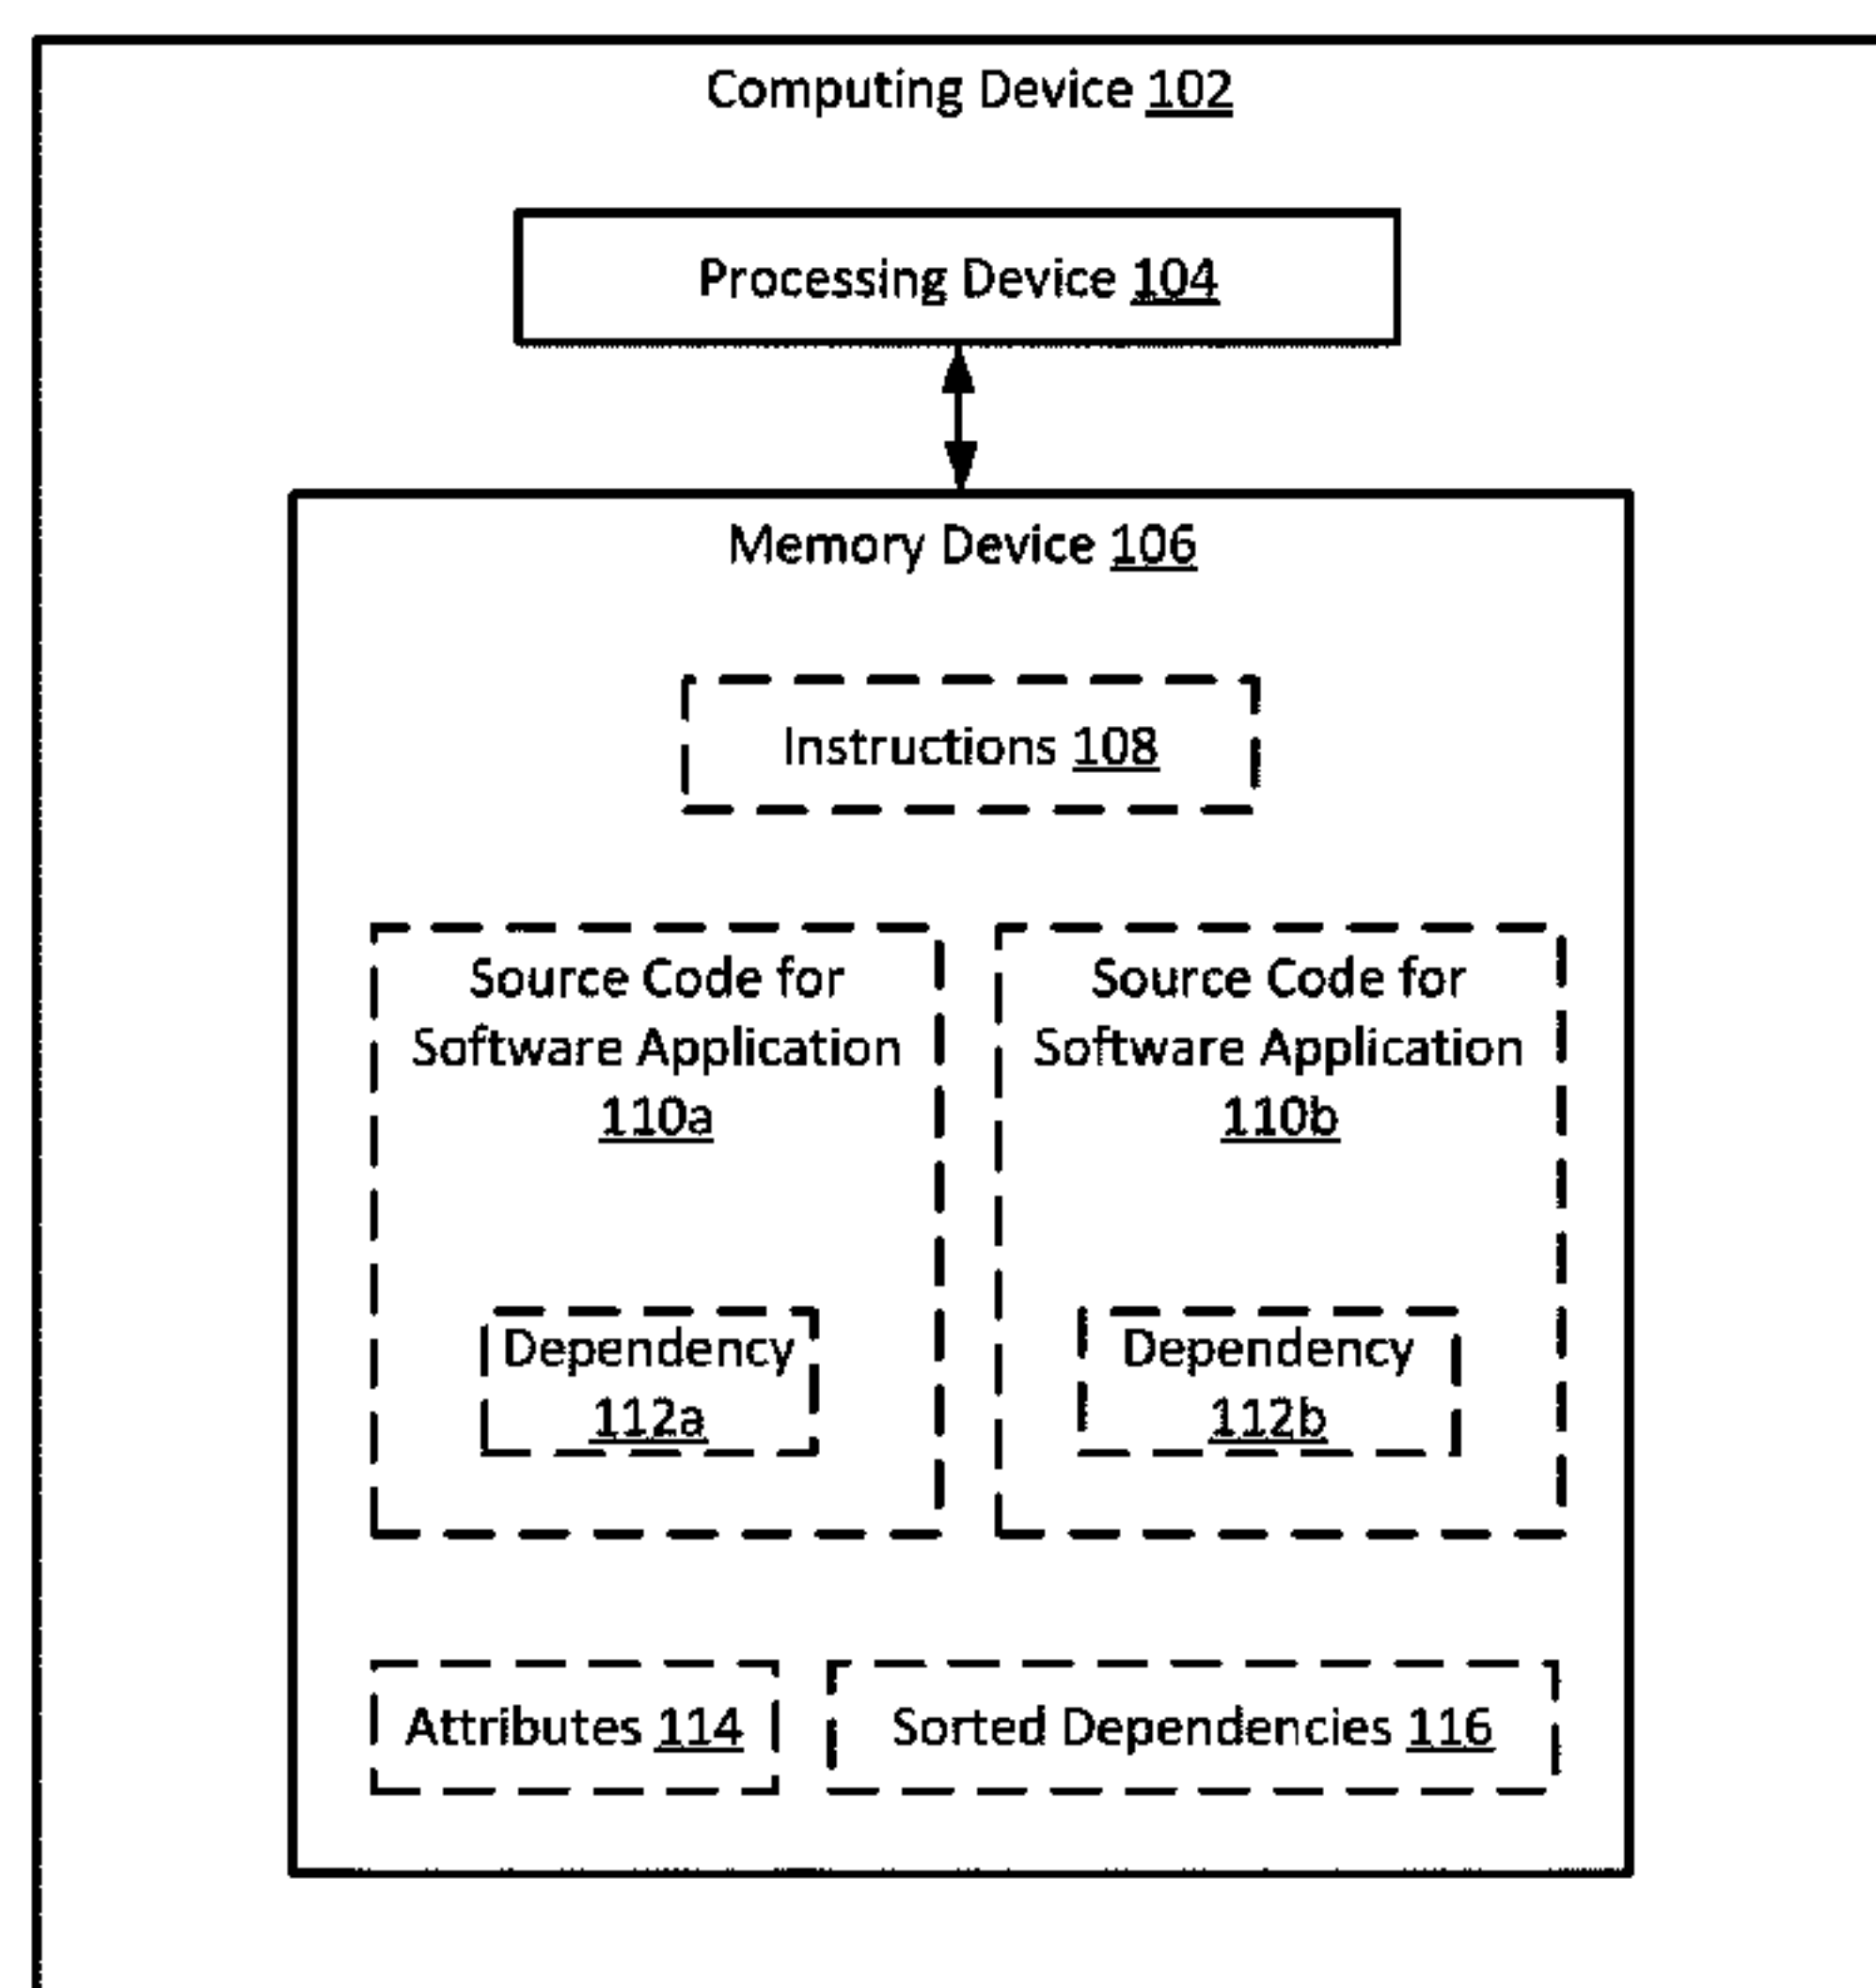 Computing Device 102
Processing Device 104
Memory Device 106
Instructions 108
Source Code for
Software Application
110a
Dependency
112a
Source Code for
Software Application
110b
Dependency
112b
Attributes 114
Sorted Dependencies 116